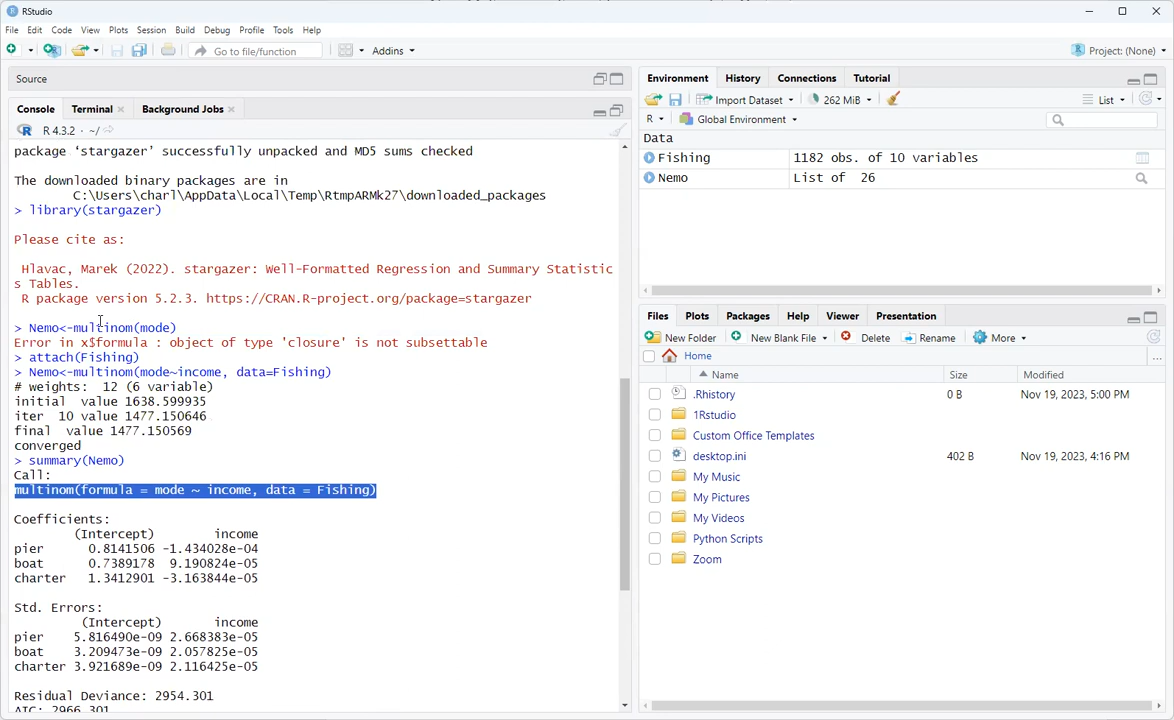 RStudio
File Edit Code View Plots Session Build Debug Profile Tools Help
Go to file/function Addins Project: (None)
Source
Console Terminal Background Jobs
R 4.3.2 · ~/
package ‘stargazer’ successfully unpacked and MD5 sums checked
The downloaded binary packages are in
C:\Users\charl\AppData\Local\Temp\RtmpARMk27\downloaded_packages
> library(stargazer)
Please cite as:
Hlavac, Marek (2022). stargazer: Well-Formatted Regression and Summary Statistic
s Tables.
R package version 5.2.3. https://CRAN.R-project.org/package=stargazer
> Nemo<-multinom(mode)
Error in x$formula : object of type 'closure' is not subsettable
> attach(Fishing)
> Nemo<-multinom(mode~income, data=Fishing)
# weights:  12 (6 variable)
initial  value 1638.599935
iter  10 value 1477.150646
final  value 1477.150569
converged
> summary(Nemo)
Call:
multinom(formula = mode ~ income, data = Fishing)
Coefficients:
(Intercept) income
pier 0.8141506 -1.434028e-04
boat 0.7389178 9.190824e-05
charter 1.3412901 -3.163844e-05
Std. Errors:
(Intercept) income
pier 5.816490e-09 2.668383e-05
boat 3.209473e-09 2.057825e-05
charter 3.921689e-09 2.116425e-05
Residual Deviance: 2954.301
AIC: 2966.301
Environment History Connections Tutorial
Import Dataset 262 MiB List
R Global Environment
Data
Fishing 1182 obs. of 10 variables
Nemo List of 26
Files Plots Packages Help Viewer Presentation
New Folder New Blank File Delete Rename More
Home ...
Name Size Modified
.Rhistory 0 B Nov 19, 2023, 5:00 PM
1Rstudio
Custom Office Templates
desktop.ini 402 B Nov 19, 2023, 4:16 PM
My Music
My Pictures
My Videos
Python Scripts
Zoom